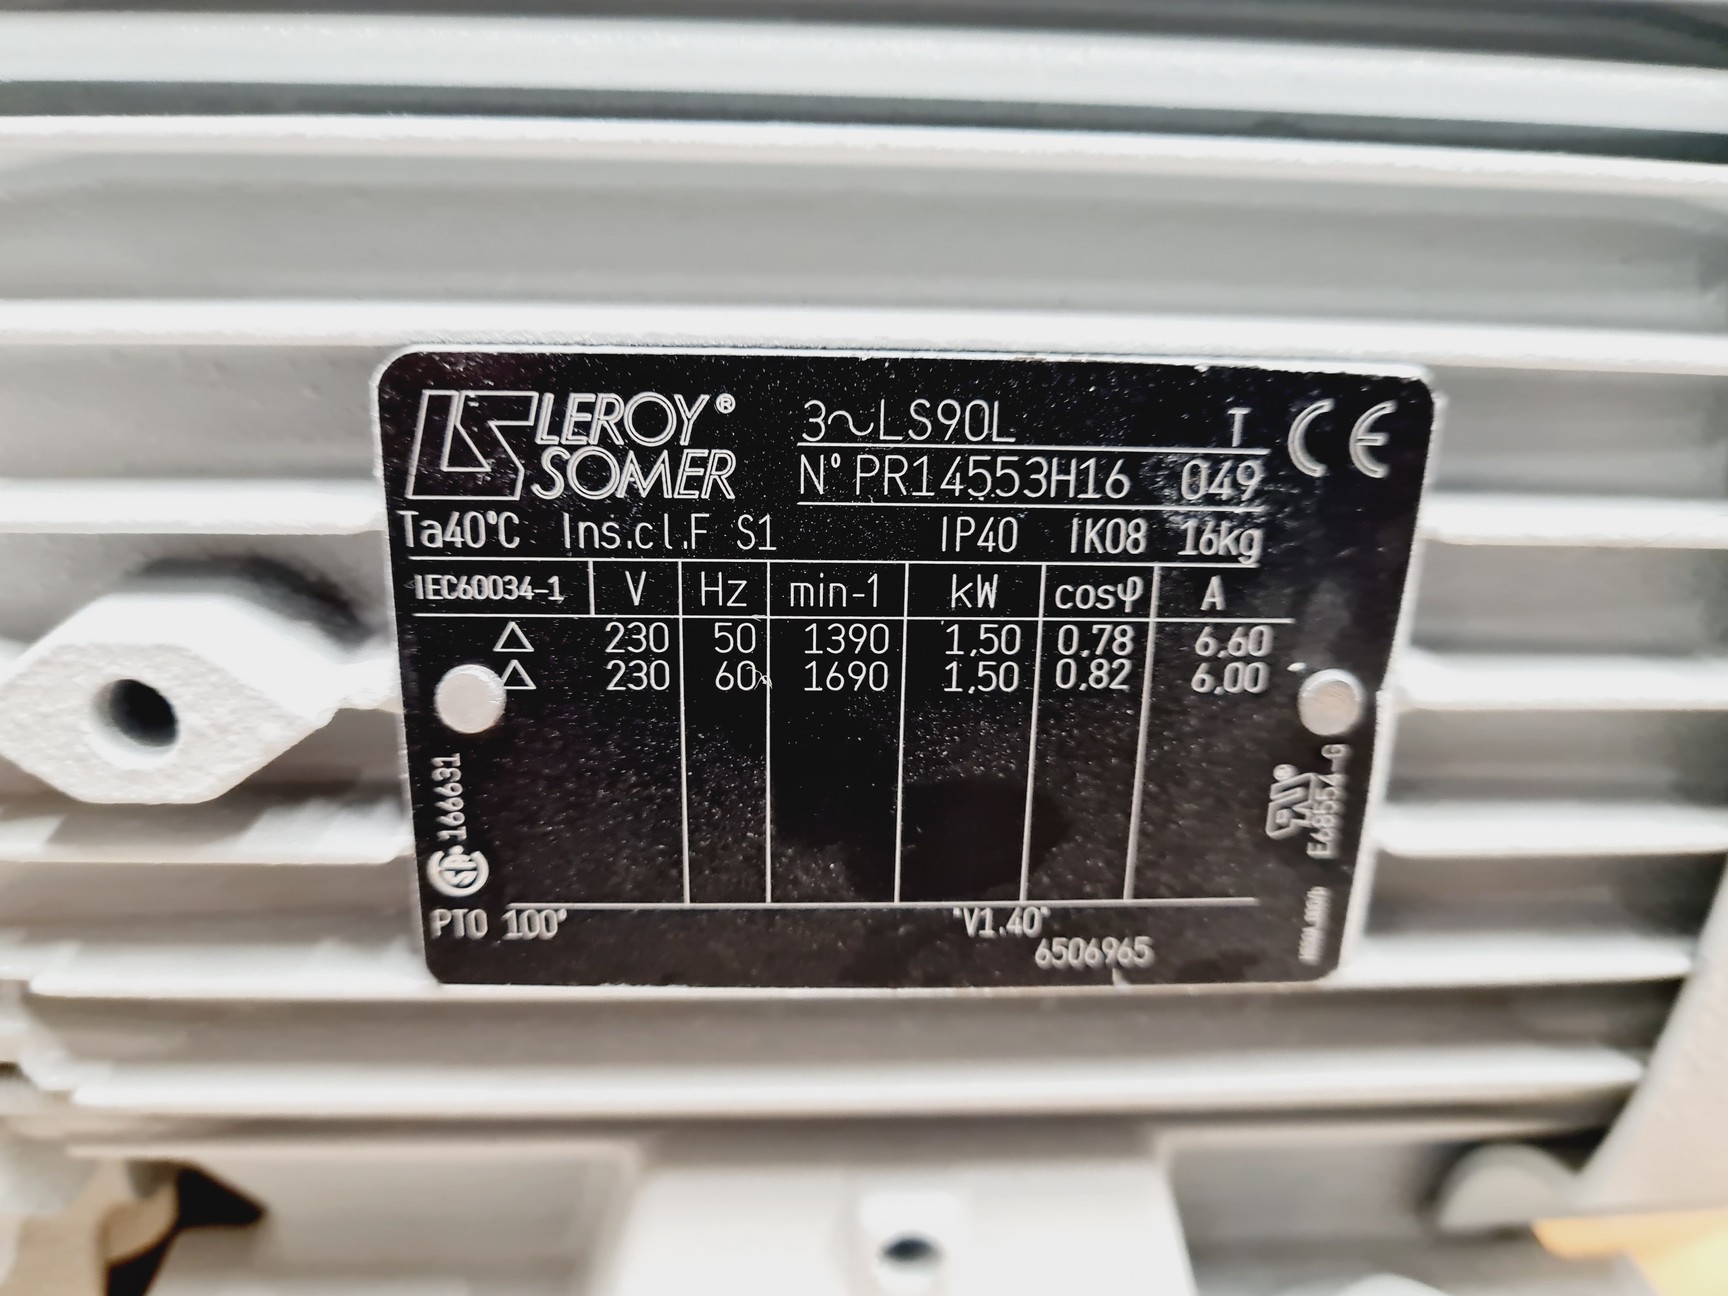 LEROY® SOMER
3~LS90L T CE
N° PR14553H16 049
Ta40°C Ins.cl.F S1 IP40 IK08 16kg
IEC60034-1 V Hz min-1 kW cosφ A
△ 230 50 1390 1,50 0.78 6.60
△ 230 60 1690 1,50 0.82 6.00
SA 166631
E68554-G
PTO 100° "V1.40"
6506965